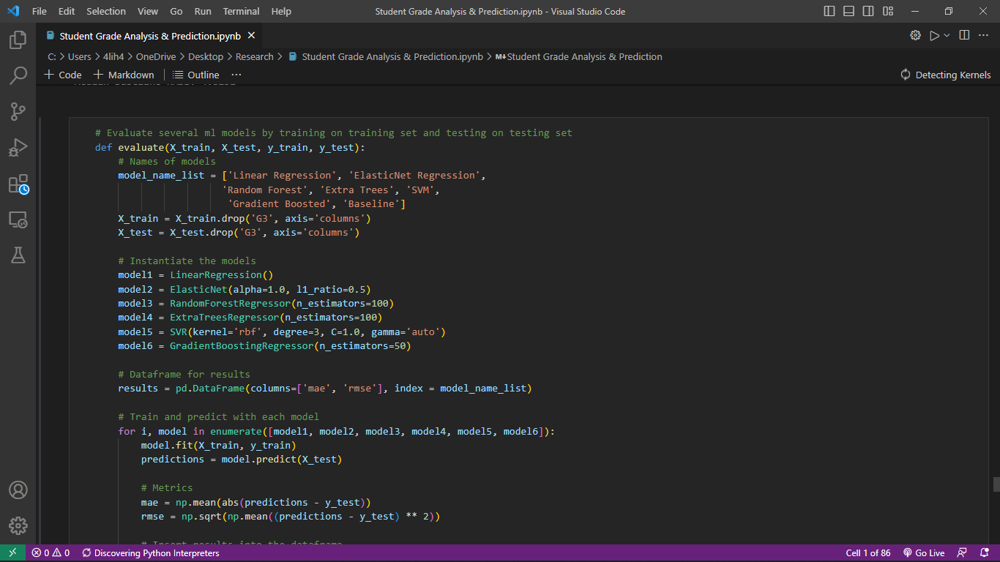 File Edit Selection View Go Run Terminal Help Student Grade Analysis & Prediction.ipynb - Visual Studio Code
Student Grade Analysis & Prediction.ipynb
C: > Users > 4lih4 > OneDrive > Desktop > Research > Student Grade Analysis & Prediction.ipynb > M↓Student Grade Analysis & Prediction
+ Code + Markdown Outline ··· Detecting Kernels
# Evaluate several ml models by training on training set and testing on testing set
def evaluate(X_train, X_test, y_train, y_test):
    # Names of models
    model_name_list = ['Linear Regression', 'ElasticNet Regression',
                      'Random Forest', 'Extra Trees', 'SVM',
                       'Gradient Boosted', 'Baseline']
    X_train = X_train.drop('G3', axis='columns')
    X_test = X_test.drop('G3', axis='columns')
    # Instantiate the models
    model1 = LinearRegression()
    model2 = ElasticNet(alpha=1.0, l1_ratio=0.5)
    model3 = RandomForestRegressor(n_estimators=100)
    model4 = ExtraTreesRegressor(n_estimators=100)
    model5 = SVR(kernel='rbf', degree=3, C=1.0, gamma='auto')
    model6 = GradientBoostingRegressor(n_estimators=50)
    # Dataframe for results
    results = pd.DataFrame(columns=['mae', 'rmse'], index = model_name_list)
    # Train and predict with each model
    for i, model in enumerate([model1, model2, model3, model4, model5, model6]):
        model.fit(X_train, y_train)
        predictions = model.predict(X_test)
        # Metrics
        mae = np.mean(abs(predictions - y_test))
        rmse = np.sqrt(np.mean((predictions - y_test) ** 2))
        # Insert results into the dataframe
0 0 Discovering Python Interpreters Cell 1 of 86 Go Live